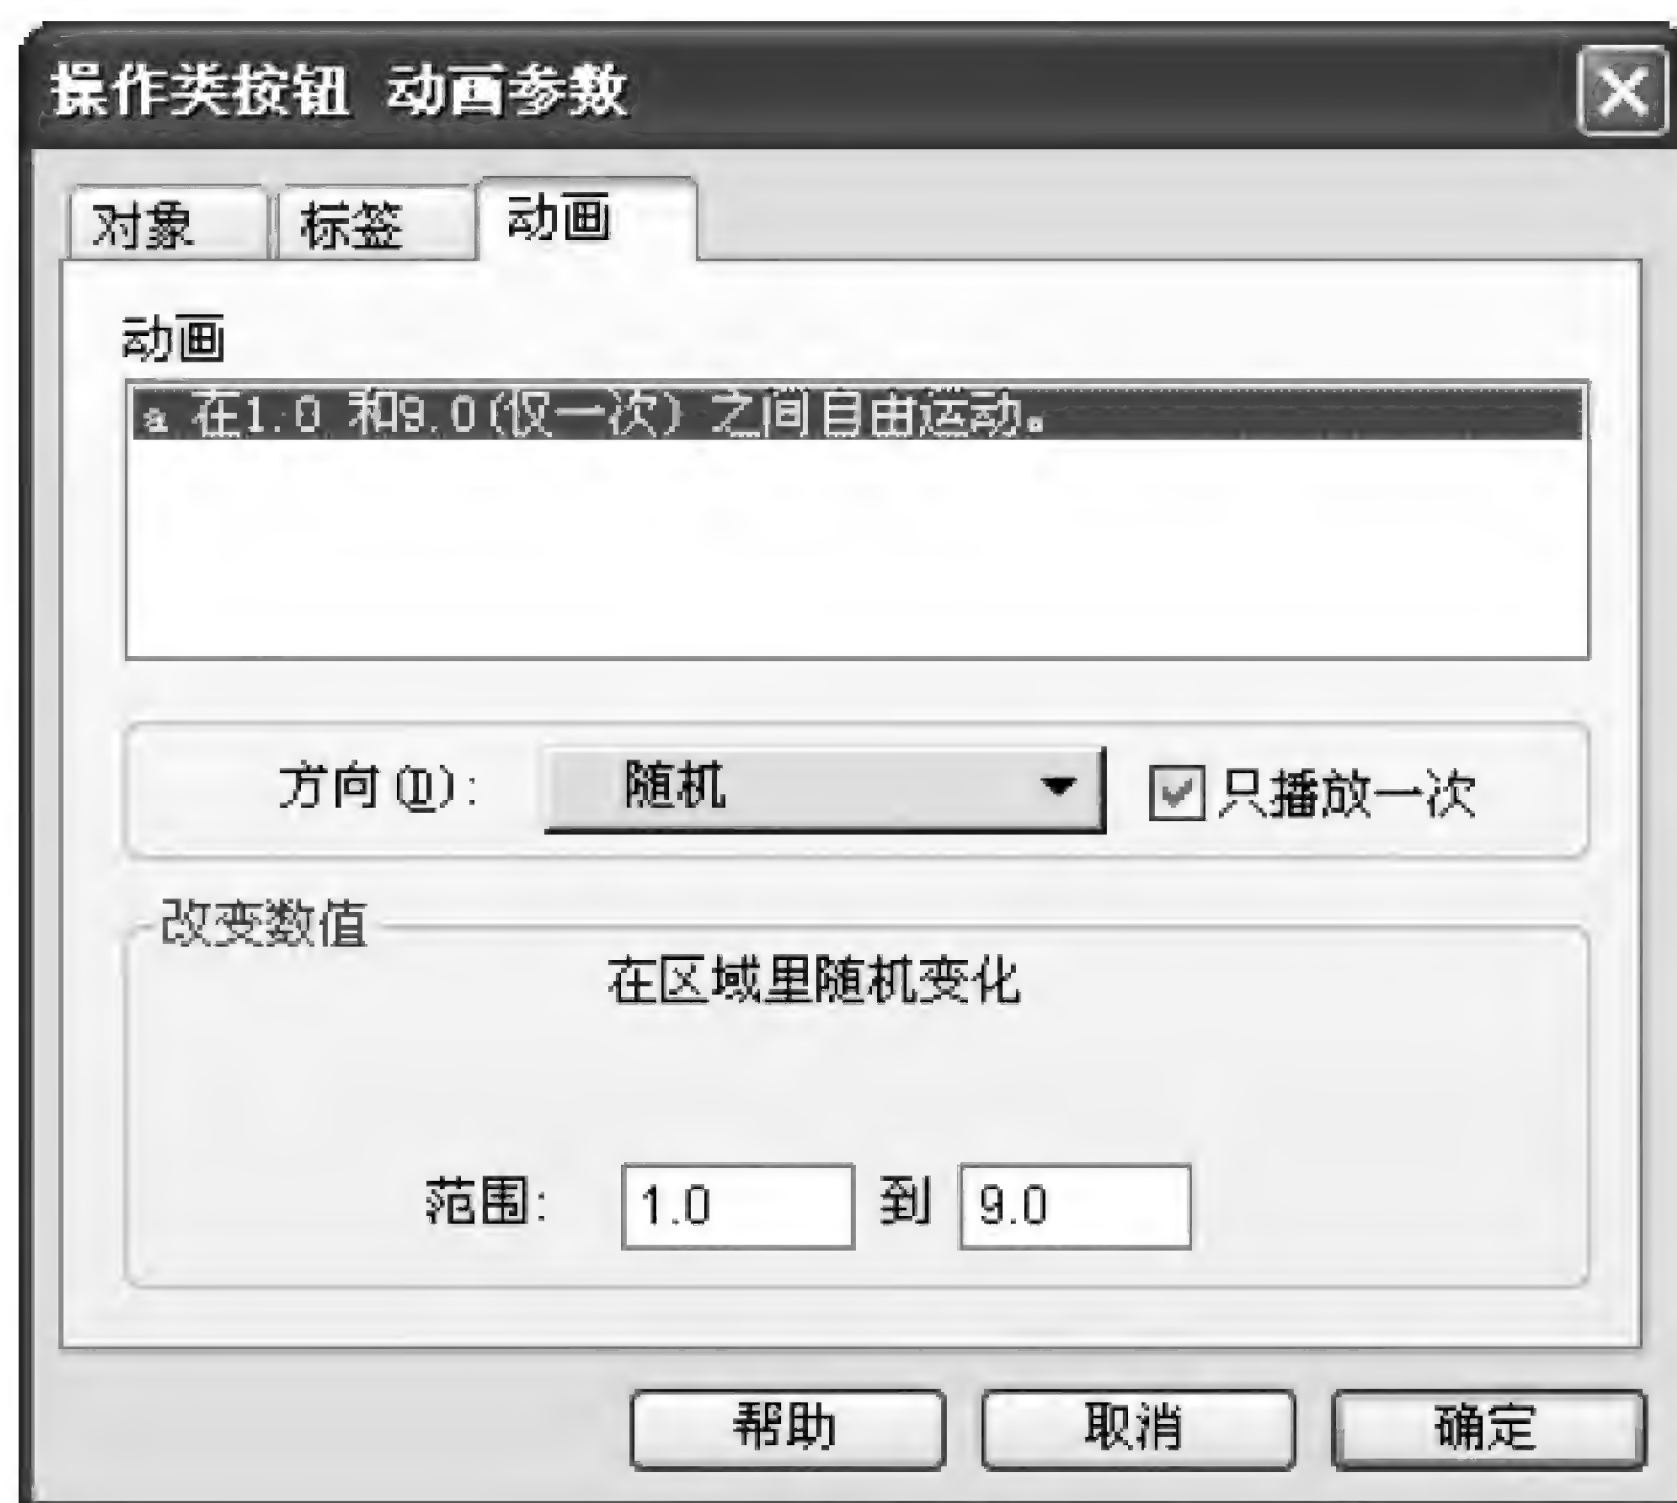 操作类按钮 动画参数
对象 标签 动画
动画
a 在1.0 和9.0(仅一次) 之间自由运动。
方向(D): 随机 只播放一次
改变数值
在区域里随机变化
范围: 1.0 到 9.0
帮助 取消 确定